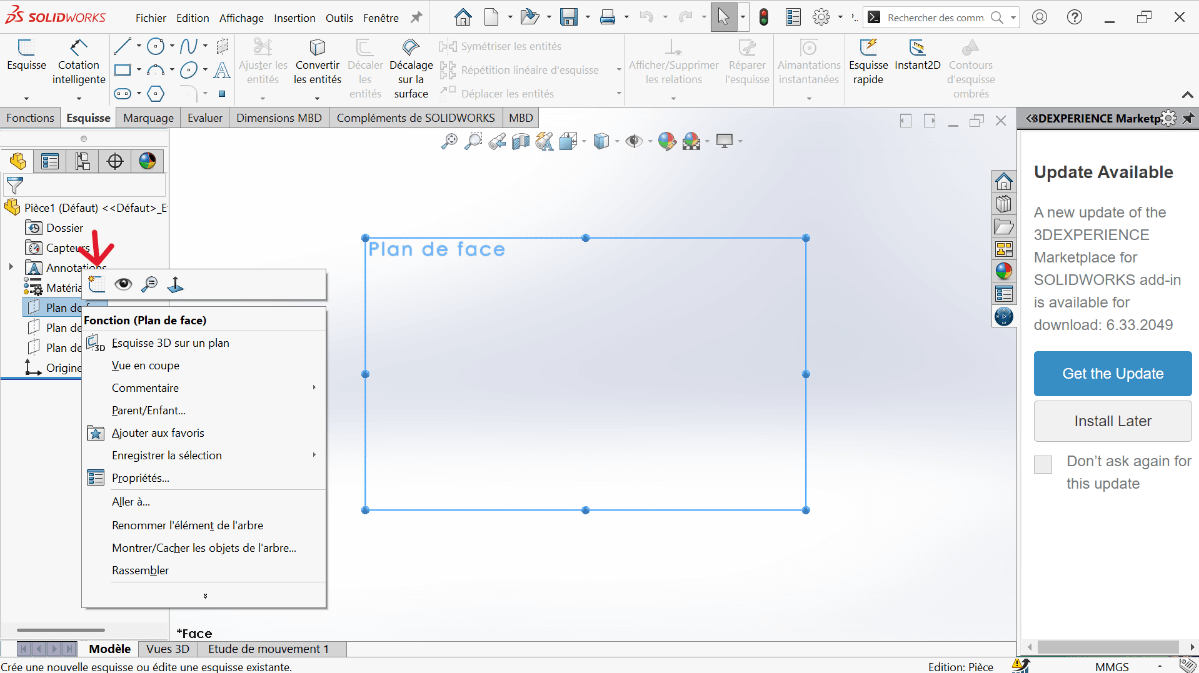 SOLIDWORKS
Fichier Edition Affichage Insertion Outils Fenêtre
Rechercher des comm
Esquisse
Cotation intelligente
Ajuster les entités
Convertir les entités
Décaler les entités
Décalage sur la surface
Symétriser les entités
Répétition linéaire d'esquisse
Déplacer les entités
Afficher/Supprimer les relations
Réparer l'esquisse
Aimantations instantanées
Esquisse rapide
Instant2D
Contours d'esquisse ombrés
Fonctions Esquisse Marquage Evaluer Dimensions MBD Compléments de SOLIDWORKS MBD
3DEXPERIENCE Marketp
Pièce1 (Défaut) <<Défaut>_E
Dossier
Capteurs
Annotations
Matéria
Plan de f
Plan de
Plan de
Origine
Fonction (Plan de face)
3D
Esquisse 3D sur un plan
Vue en coupe
Commentaire
Parent/Enfant...
Ajouter aux favoris
Enregistrer la sélection
Propriétés...
Aller à...
Renommer l'élément de l'arbre
Montrer/Cacher les objets de l'arbre...
Rassembler
Plan de face
*Face
Update Available
A new update of the
3DEXPERIENCE
Marketplace for
SOLIDWORKS add-in
is available for
download: 6.33.2049
Get the Update
Install Later
Don't ask again for
this update
Modèle Vues 3D Etude de mouvement 1
Crée une nouvelle esquisse ou édite une esquisse existante.
Edition: Pièce
MMGS
-